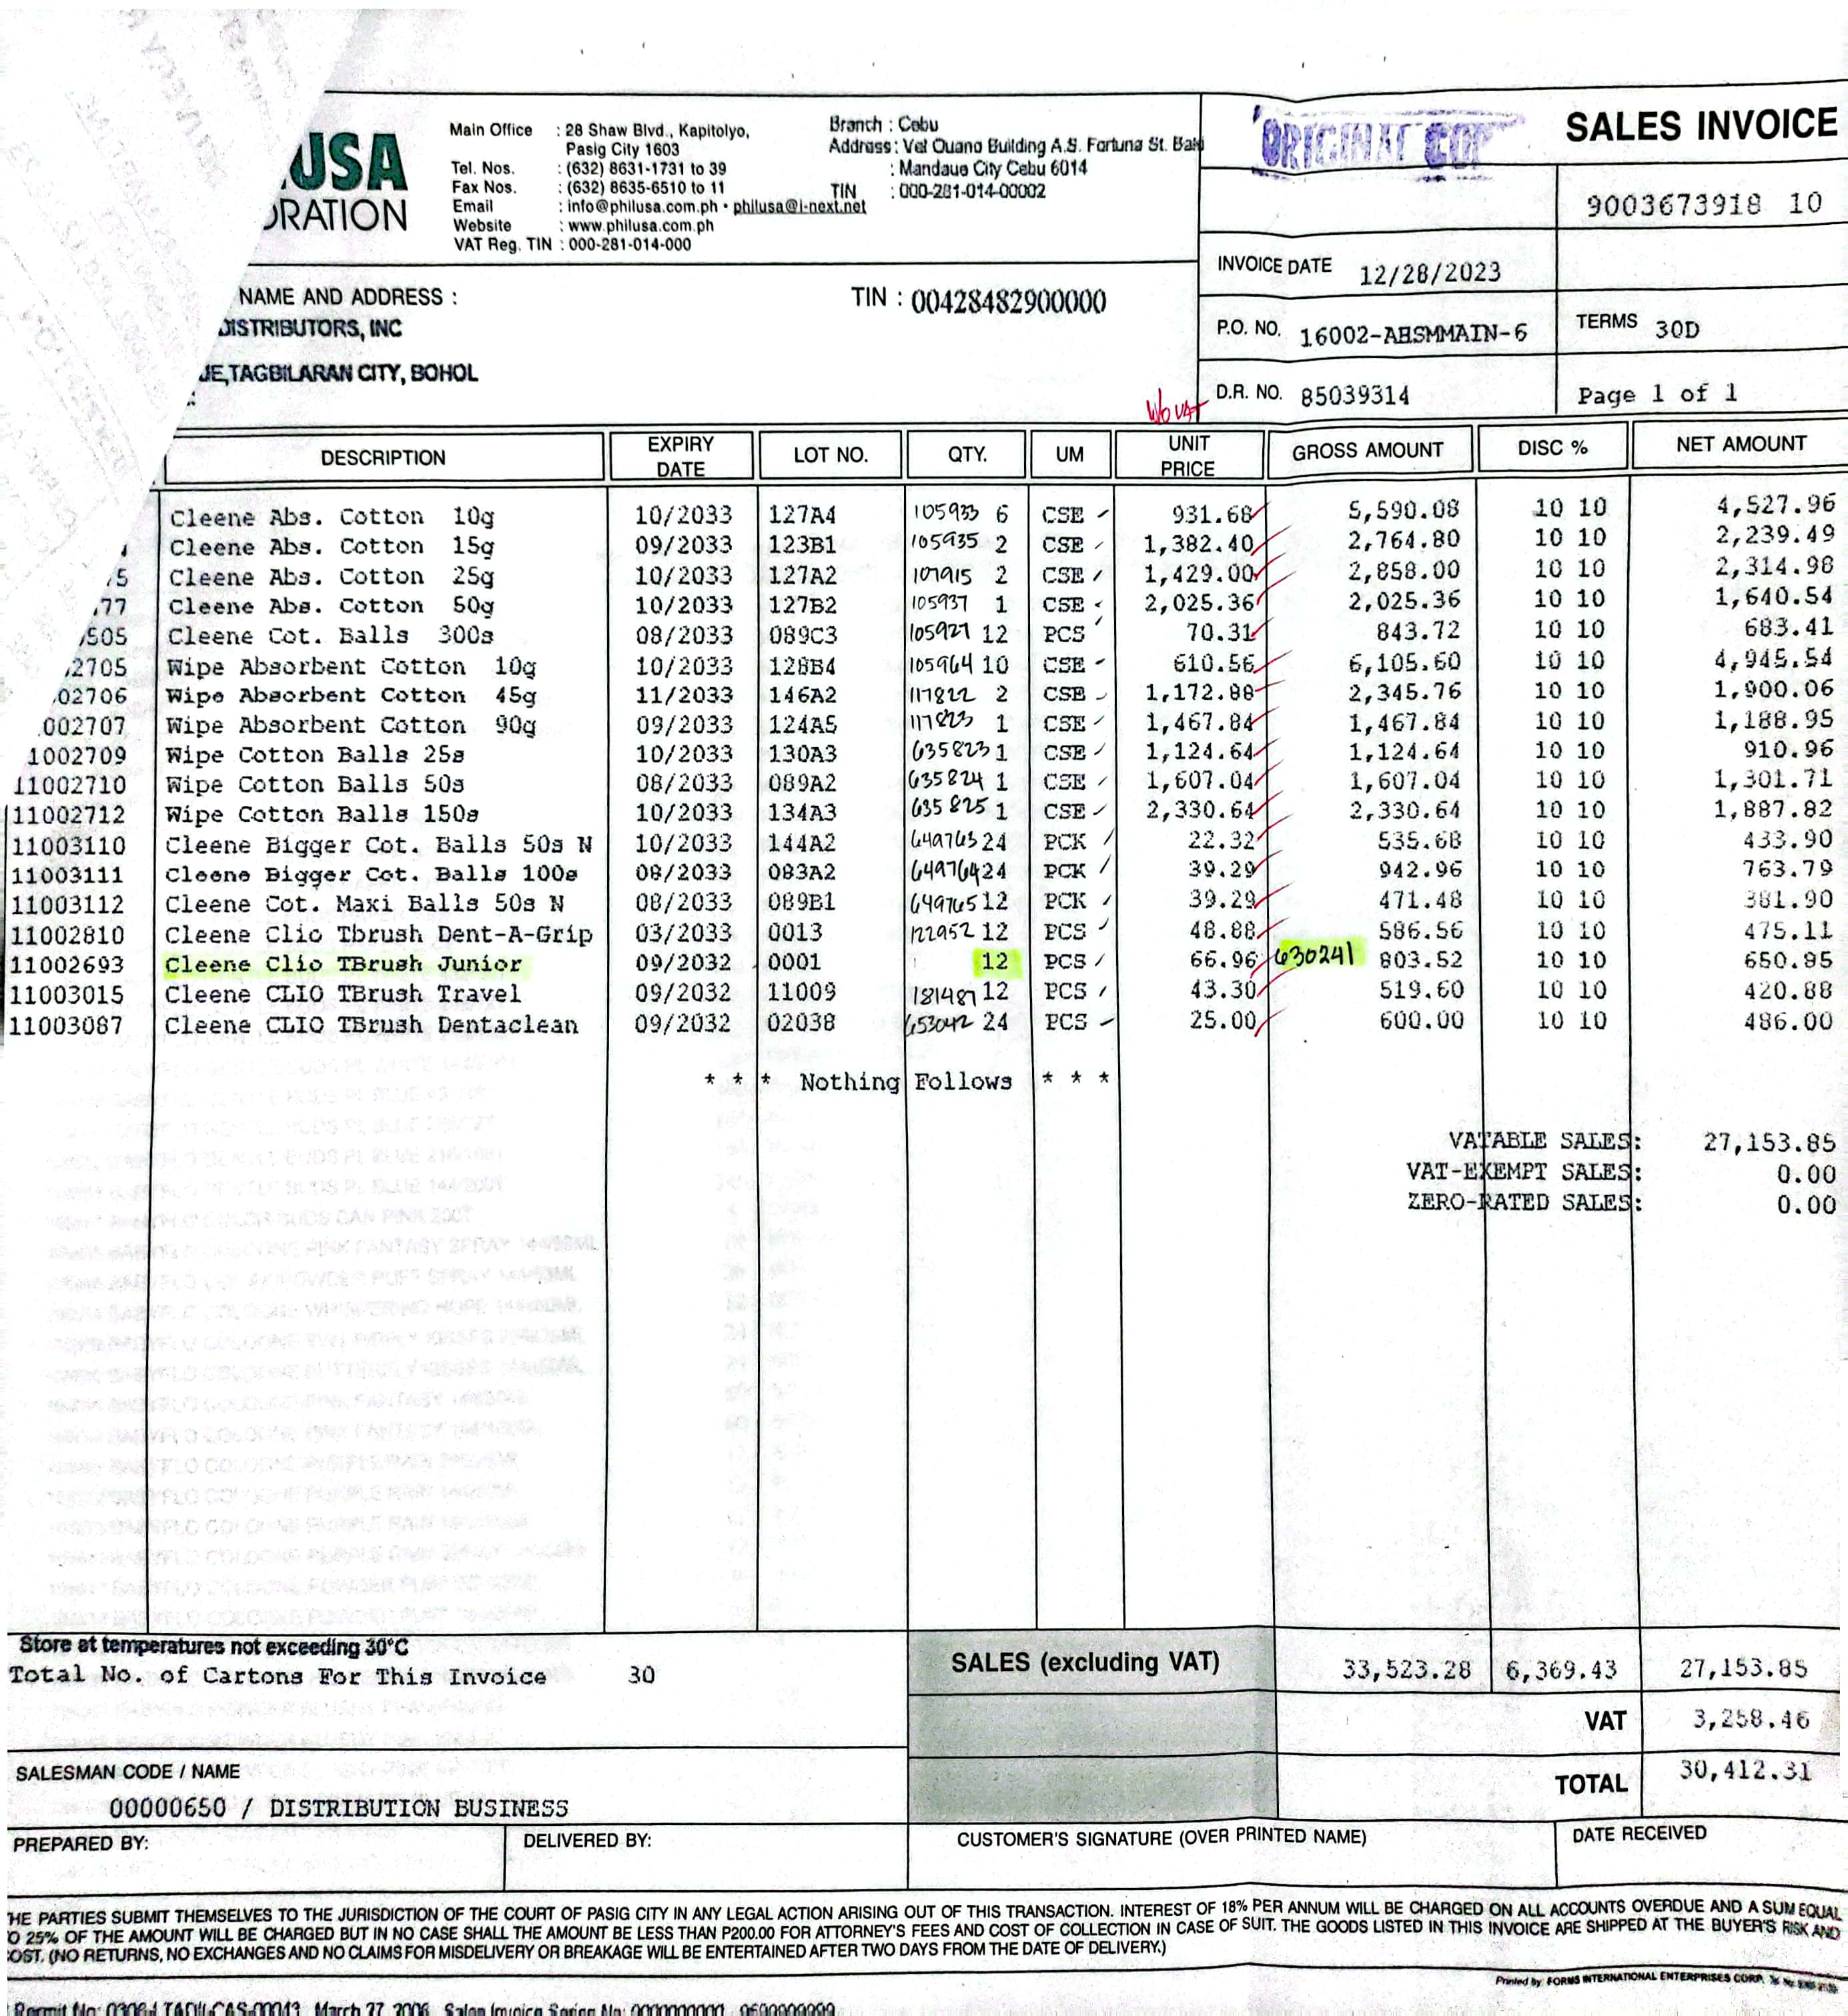 USA
ORATION
Main Office : 28 Shaw Blvd., Kapitolyo,
Pasig City 1603
Tel. Nos. : (632) 8631-1731 to 39
Fax Nos. : (632) 8635-6510 to 11
Email : info@philusa.com.ph • philusa@i-next.net
Website : www.philusa.com.ph
VAT Reg. TIN : 000-281-014-000
Branch : Cebu
Address : Vel Ouano Building A.S. Fortuna St. Bak
: Mandaue City Cebu 6014
TIN : 000-281-014-00002
ORIGINAL COP
SALES INVOICE
9003673918 10
INVOICE DATE 12/28/2023
P.O. NO. 16002-AHSMMAIN-6
TERMS 30D
D.R. NO. 85039314
Page 1 of 1
NAME AND ADDRESS :
DISTRIBUTORS, INC
UE,TAGBILARAN CITY, BOHOL
TIN : 00428482900000
w/o VAT
DESCRIPTION EXPIRY DATE LOT NO. QTY. UM UNIT PRICE GROSS AMOUNT DISC % NET AMOUNT
Cleene Abs. Cotton 10g 10/2033 127A4 105933 6 CSE 931.68 5,590.08 10 10 4,527.96
Cleene Abs. Cotton 15g 09/2033 123B1 105935 2 CSE 1,382.40 2,764.80 10 10 2,239.49
5 Cleene Abs. Cotton 25g 10/2033 127A2 107915 2 CSE 1,429.00 2,858.00 10 10 2,314.98
77 Cleene Abs. Cotton 50g 10/2033 127B2 105937 1 CSE 2,025.36 2,025.36 10 10 1,640.54
505 Cleene Cot. Balls 300s 08/2033 089C3 105927 12 PCS 70.31 843.72 10 10 683.41
2705 Wipe Absorbent Cotton 10g 10/2033 128B4 105964 10 CSE 610.56 6,105.60 10 10 4,945.54
02706 Wipe Absorbent Cotton 45g 11/2033 146A2 117822 2 CSE 1,172.88 2,345.76 10 10 1,900.06
002707 Wipe Absorbent Cotton 90g 09/2033 124A5 117823 1 CSE 1,467.84 1,467.84 10 10 1,188.95
1002709 Wipe Cotton Balls 25s 10/2033 130A3 635823 1 CSE 1,124.64 1,124.64 10 10 910.96
11002710 Wipe Cotton Balls 50s 08/2033 089A2 635824 1 CSE 1,607.04 1,607.04 10 10 1,301.71
11002712 Wipe Cotton Balls 150s 10/2033 134A3 635825 1 CSE 2,330.64 2,330.64 10 10 1,887.82
11003110 Cleene Bigger Cot. Balls 50s N 10/2033 144A2 649763 24 PCK 22.32 535.68 10 10 433.90
11003111 Cleene Bigger Cot. Balls 100s 08/2033 083A2 649764 24 PCK 39.29 942.96 10 10 763.79
11003112 Cleene Cot. Maxi Balls 50s N 08/2033 089B1 649765 12 PCK 39.29 471.48 10 10 381.90
11002810 Cleene Clio Tbrush Dent-A-Grip 03/2033 0013 122952 12 PCS 48.88 586.56 10 10 475.11
11002693 Cleene Clio TBrush Junior 09/2032 0001 12 PCS 66.96 630241 803.52 10 10 650.85
11003015 Cleene CLIO TBrush Travel 09/2032 11009 181487 12 PCS 43.30 519.60 10 10 420.88
11003087 Cleene CLIO TBrush Dentaclean 09/2032 02038 653042 24 PCS 25.00 600.00 10 10 486.00
* * * Nothing Follows * * *
VATABLE SALES: 27,153.85
VAT-EXEMPT SALES: 0.00
ZERO-RATED SALES: 0.00
Store at temperatures not exceeding 30°C
Total No. of Cartons For This Invoice 30
SALES (excluding VAT) 33,523.28 6,369.43 27,153.85
VAT 3,258.46
TOTAL 30,412.31
SALESMAN CODE / NAME
00000650 / DISTRIBUTION BUSINESS
PREPARED BY: DELIVERED BY: CUSTOMER'S SIGNATURE (OVER PRINTED NAME) DATE RECEIVED
HE PARTIES SUBMIT THEMSELVES TO THE JURISDICTION OF THE COURT OF PASIG CITY IN ANY LEGAL ACTION ARISING OUT OF THIS TRANSACTION. INTEREST OF 18% PER ANNUM WILL BE CHARGED ON ALL ACCOUNTS OVERDUE AND A SUM EQUAL
O 25% OF THE AMOUNT WILL BE CHARGED BUT IN NO CASE SHALL THE AMOUNT BE LESS THAN P200.00 FOR ATTORNEY'S FEES AND COST OF COLLECTION IN CASE OF SUIT. THE GOODS LISTED IN THIS INVOICE ARE SHIPPED AT THE BUYER'S RISK AND
OST. (NO RETURNS, NO EXCHANGES AND NO CLAIMS FOR MISDELIVERY OR BREAKAGE WILL BE ENTERTAINED AFTER TWO DAYS FROM THE DATE OF DELIVERY.)
Printed by: FORMS INTERNATIONAL ENTERPRISES CORP.
Permit No: March 27, 2006 Sales Invoice Series No: